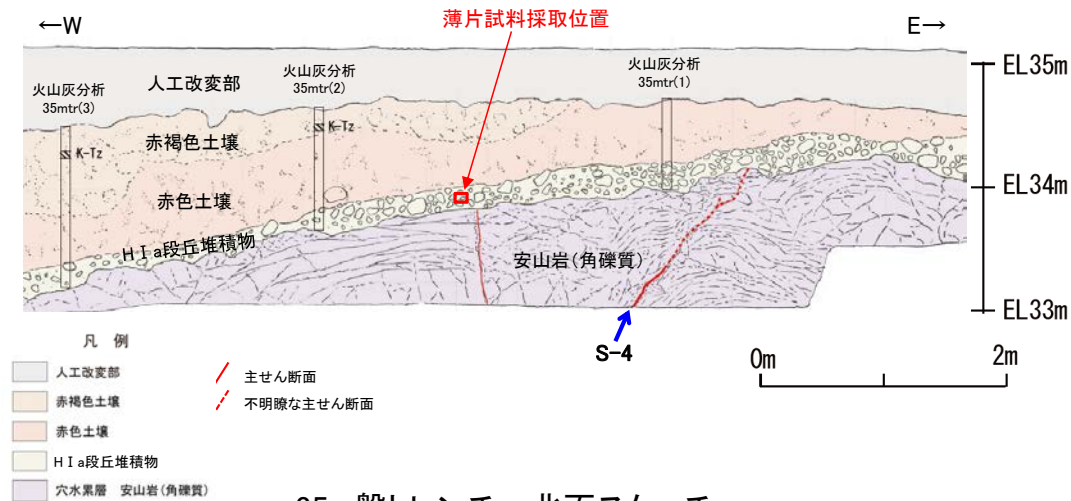 ←W
薄片試料採取位置
E→
EL35m
人工改変部
火山灰分析
35mtr(3)
火山灰分析
35mtr(2)
火山灰分析
35mtr(1)
K-Tz
K-Tz
赤褐色土壌
赤色土壌
EL34m
HⅠa段丘堆積物
安山岩(角礫質)
EL33m
S-4
0m
2m
凡 例
人工改変部
赤褐色土壌
赤色土壌
HⅠa段丘堆積物
穴水累層 安山岩(角礫質)
主せん断面
不明瞭な主せん断面